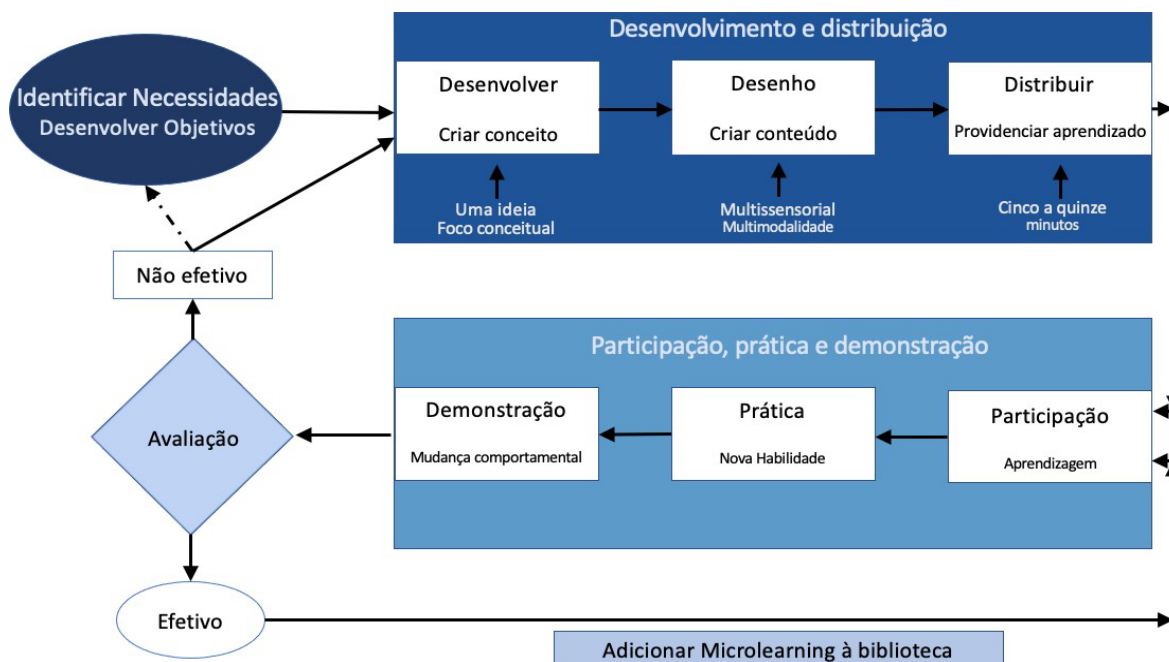 Identificar Necessidades
Desenvolver Objetivos
Desenvolvimento e distribuição
Desenvolver
Criar conceito
Uma ideia
Foco conceitual
Desenho
Criar conteúdo
Multissensorial
Multimodalidade
Distribuir
Providenciar aprendizado
Cinco a quinze
minutos
Participação, prática e demonstração
Participação
Aprendizagem
Prática
Nova Habilidade
Demonstração
Mudança comportamental
Avaliação
Não efetivo
Efetivo
Adicionar Microlearning à biblioteca